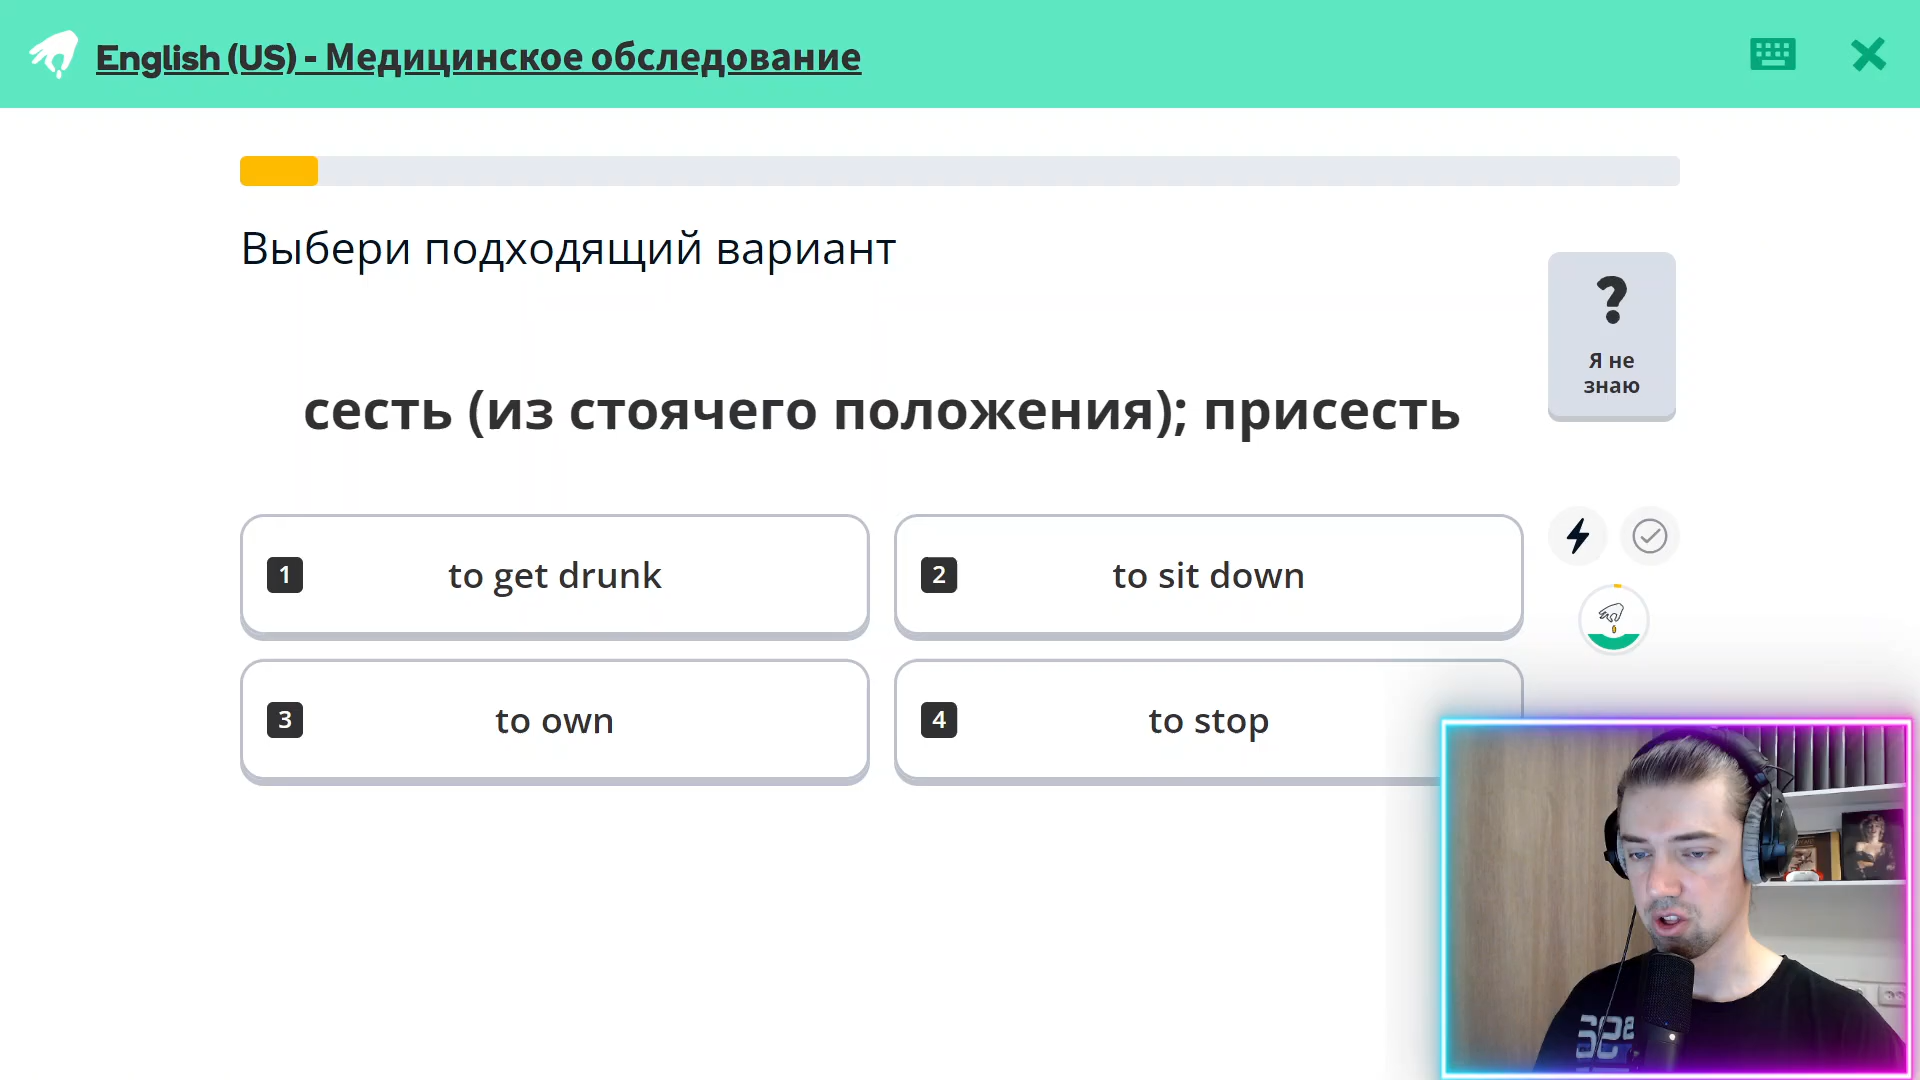 English (US) - Медицинское обследование
Выбери подходящий вариант
?
Я не
знаю
сесть (из стоячего положения); присесть
1 to get drunk
2 to sit down
3 to own
4 to stop